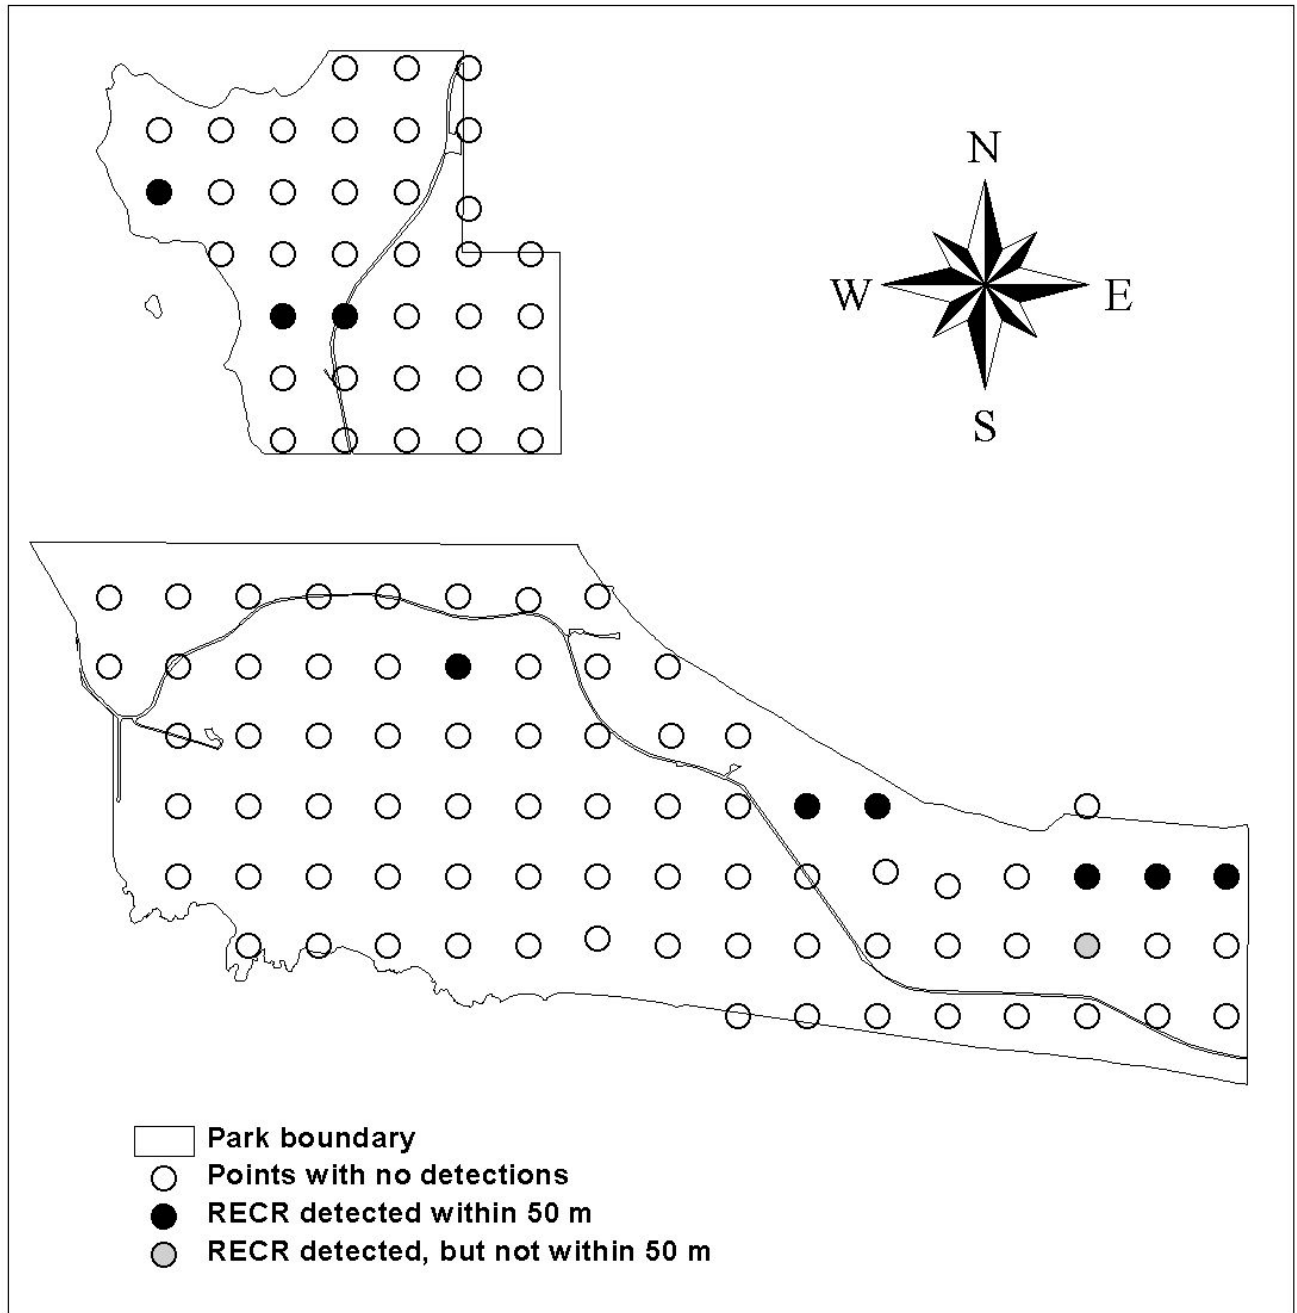 N
W E
S
Park boundary
Points with no detections
RECR detected within 50 m
RECR detected, but not within 50 m